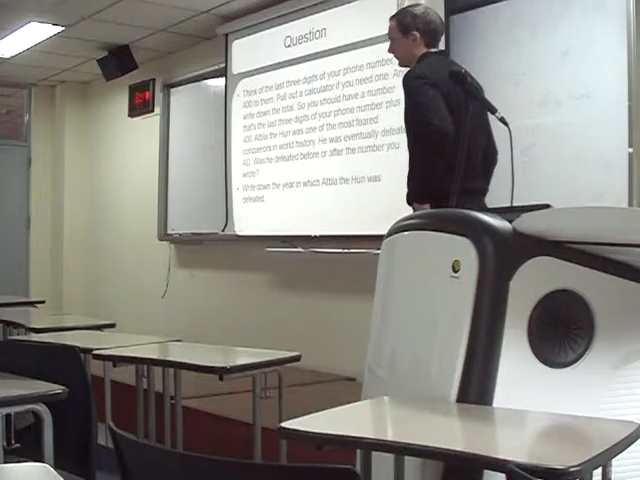 Question
• Think of the last three digits of your phone number.
400 to them. Pull out a calculator if you need one. And
write down the total. So you should have a number
that's the last three digits of your phone number plus
400. Attila the Hun was one of the most feared
conquerors in world history. He was eventually defeate
AD. Was he defeated before or after the number you
wrote?
• Write down the year in which Attila the Hun was
defeated.